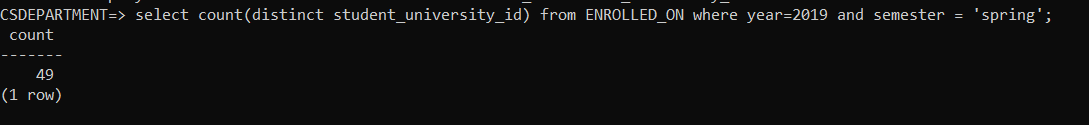 CSDEPARTMENT=> select count(distinct student_university_id) from ENROLLED_ON where year=2019 and semester = 'spring';
count
-------
49
(1 row)